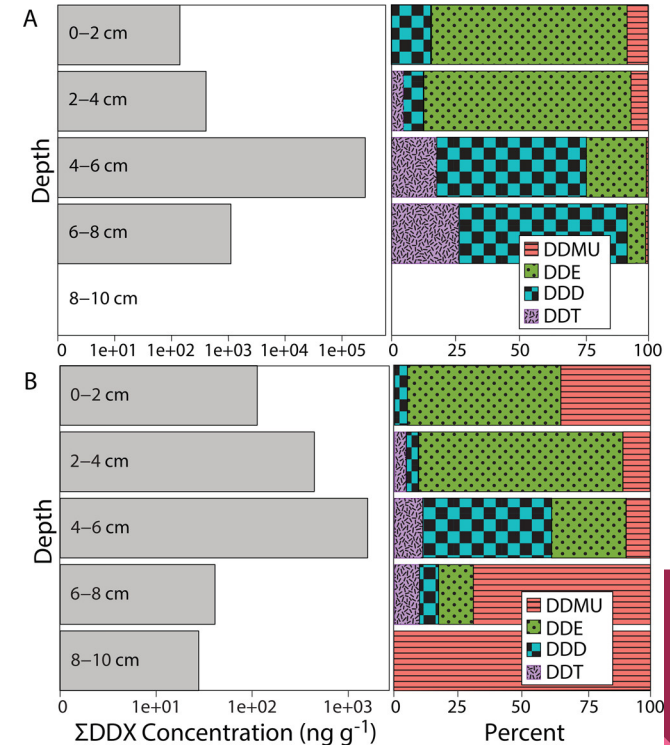 A
0−2 cm
2−4 cm
4−6 cm
6−8 cm
8−10 cm
Depth
0 1e+01 1e+02 1e+03 1e+04 1e+05
DDMU
DDE
DDD
DDT
0 25 50 75 100
B
0−2 cm
2−4 cm
4−6 cm
6−8 cm
8−10 cm
Depth
0 1e+01 1e+02 1e+03
ΣDDX Concentration (ng g⁻¹)
DDMU
DDE
DDD
DDT
0 25 50 75 100
Percent